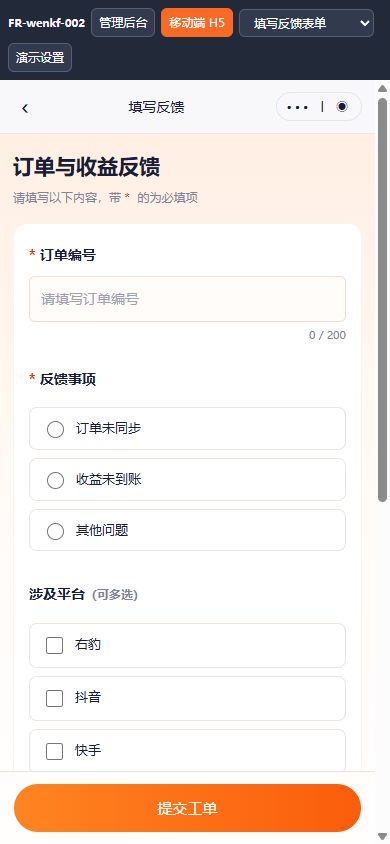 FR-wenkf-002 管理后台 移动端 H5 填写反馈表单
演示设置
填写反馈
订单与收益反馈
请填写以下内容，带 * 的为必填项
* 订单编号
请填写订单编号
0 / 200
* 反馈事项
订单未同步
收益未到账
其他问题
涉及平台 (可多选)
右豹
抖音
快手
提交工单